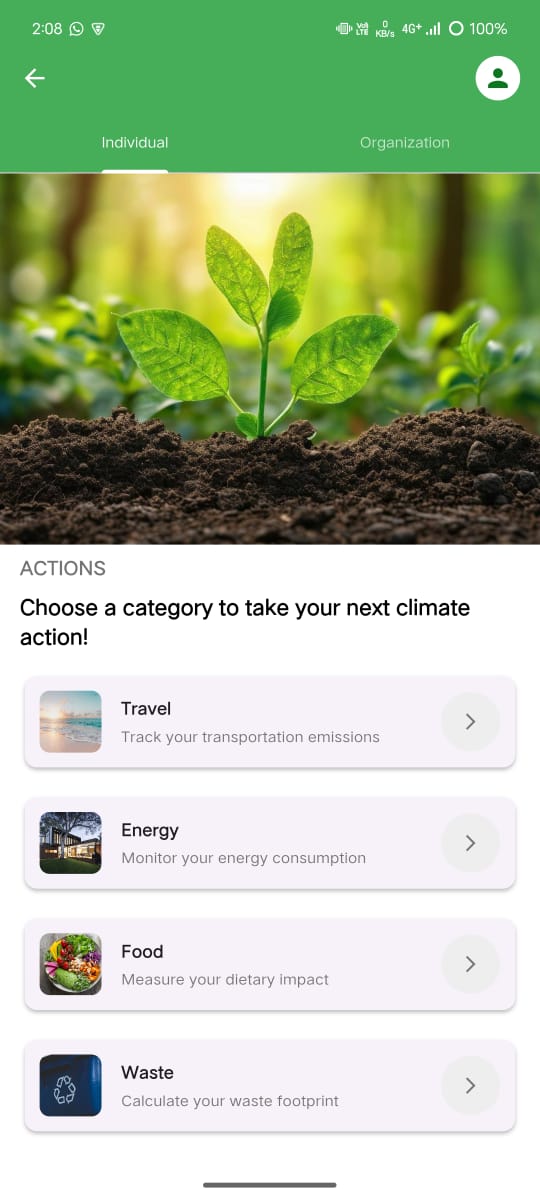 2:08 Vo) LTE 0 KB/s 4G+ 100%
Individual Organization
ACTIONS
Choose a category to take your next climate
action!
Travel
Track your transportation emissions
Energy
Monitor your energy consumption
Food
Measure your dietary impact
Waste
Calculate your waste footprint